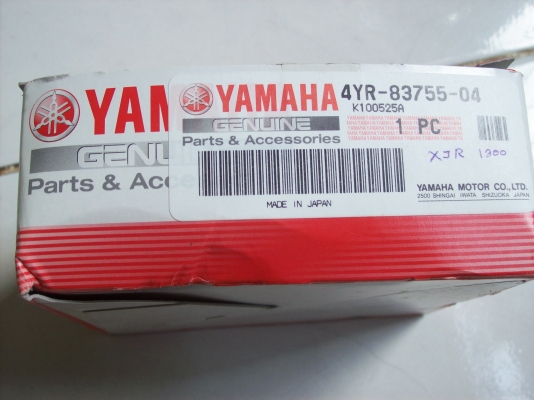 YAM
GENU
Parts & Acce
YAMAHA 4YR-83755-04
K100525A
GENUINE
Parts & Accessories
1 PC
XJR 1300
YAMAHA MOTOR CO.,LTD.
2500 SHINGAI IWATA SHIZUOKA JAPAN
MADE IN JAPAN